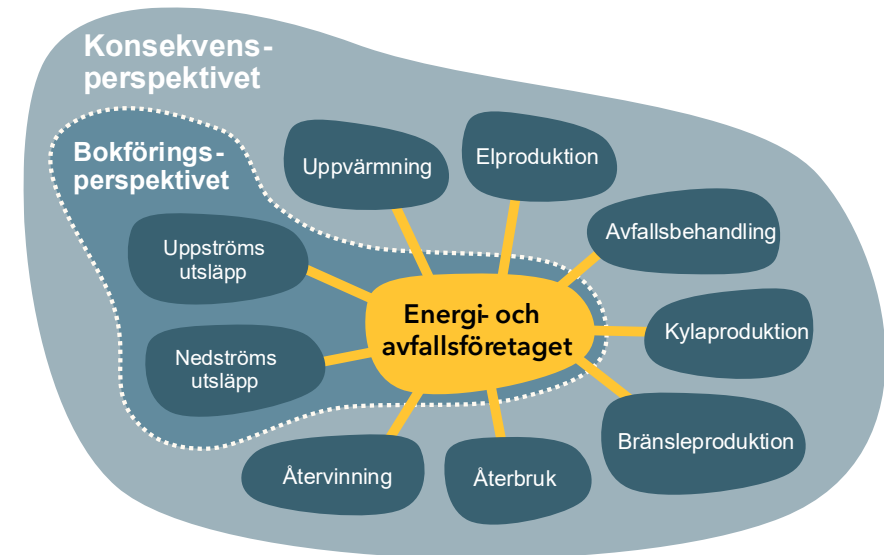 Konsekvens-
perspektivet
Bokförings-
perspektivet
Uppvärmning
Elproduktion
Avfallsbehandling
Uppströms
utsläpp
Energi- och
avfallsföretaget
Kylaproduktion
Nedströms
utsläpp
Bränsleproduktion
Återvinning
Återbruk